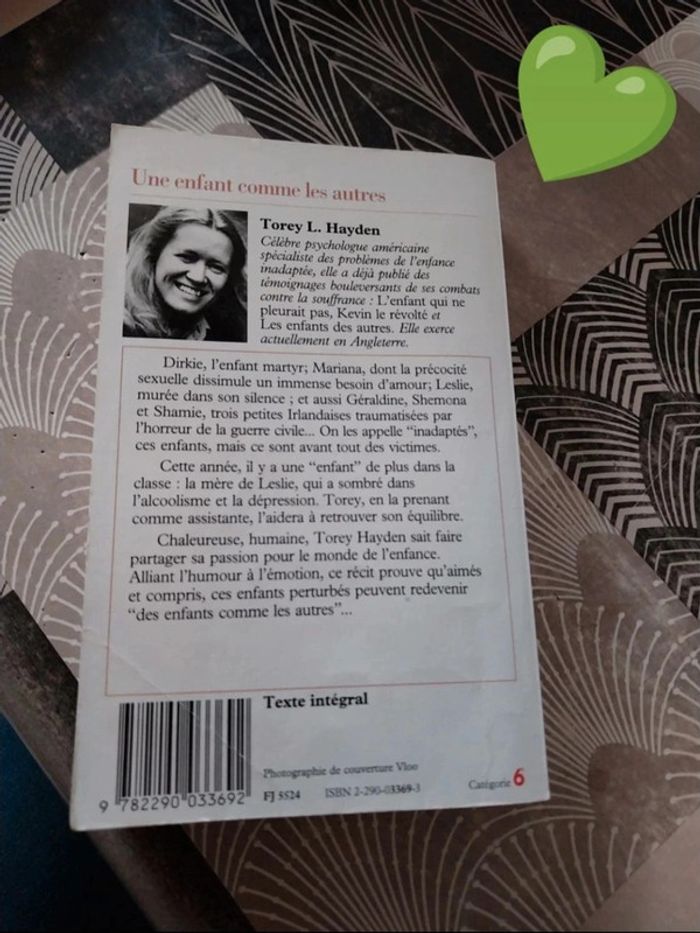 Une enfant comme les autres
Torey L. Hayden
Célèbre psychologue américaine
spécialiste des problèmes de l'enfance
inadaptée, elle a déjà publié des
témoignages bouleversants de ses combats
contre la souffrance : L'enfant qui ne
pleurait pas, Kevin le révolté et
Les enfants des autres. Elle exerce
actuellement en Angleterre.
Dirkie, l'enfant martyr; Mariana, dont la précocité
sexuelle dissimule un immense besoin d'amour; Leslie,
murée dans son silence ; et aussi Géraldine, Shemona
et Shamie, trois petites Irlandaises traumatisées par
l'horreur de la guerre civile... On les appelle "inadaptés",
ces enfants, mais ce sont avant tout des victimes.
Cette année, il y a une "enfant" de plus dans la
classe : la mère de Leslie, qui a sombré dans
l'alcoolisme et la dépression. Torey, en la prenant
comme assistante, l'aidera à retrouver son équilibre.
Chaleureuse, humaine, Torey Hayden sait faire
partager sa passion pour le monde de l'enfance.
Alliant l'humour à l'émotion, ce récit prouve qu'aimés
et compris, ces enfants perturbés peuvent redevenir
"des enfants comme les autres"...
Texte intégral
Photographie de couverture Vloo
9 782290 033692
FJ 5524 ISBN 2-290-03369-3
Catégorie 6